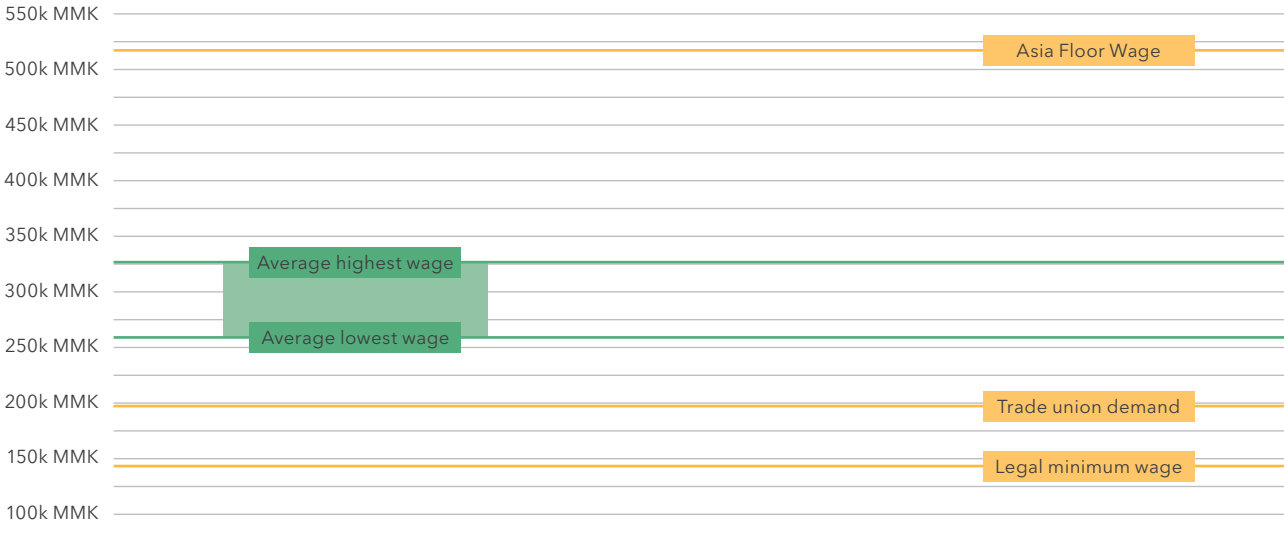 550k MMK
Asia Floor Wage
500k MMK
450k MMK
400k MMK
350k MMK
Average highest wage
300k MMK
Average lowest wage
250k MMK
200k MMK
Trade union demand
150k MMK
Legal minimum wage
100k MMK